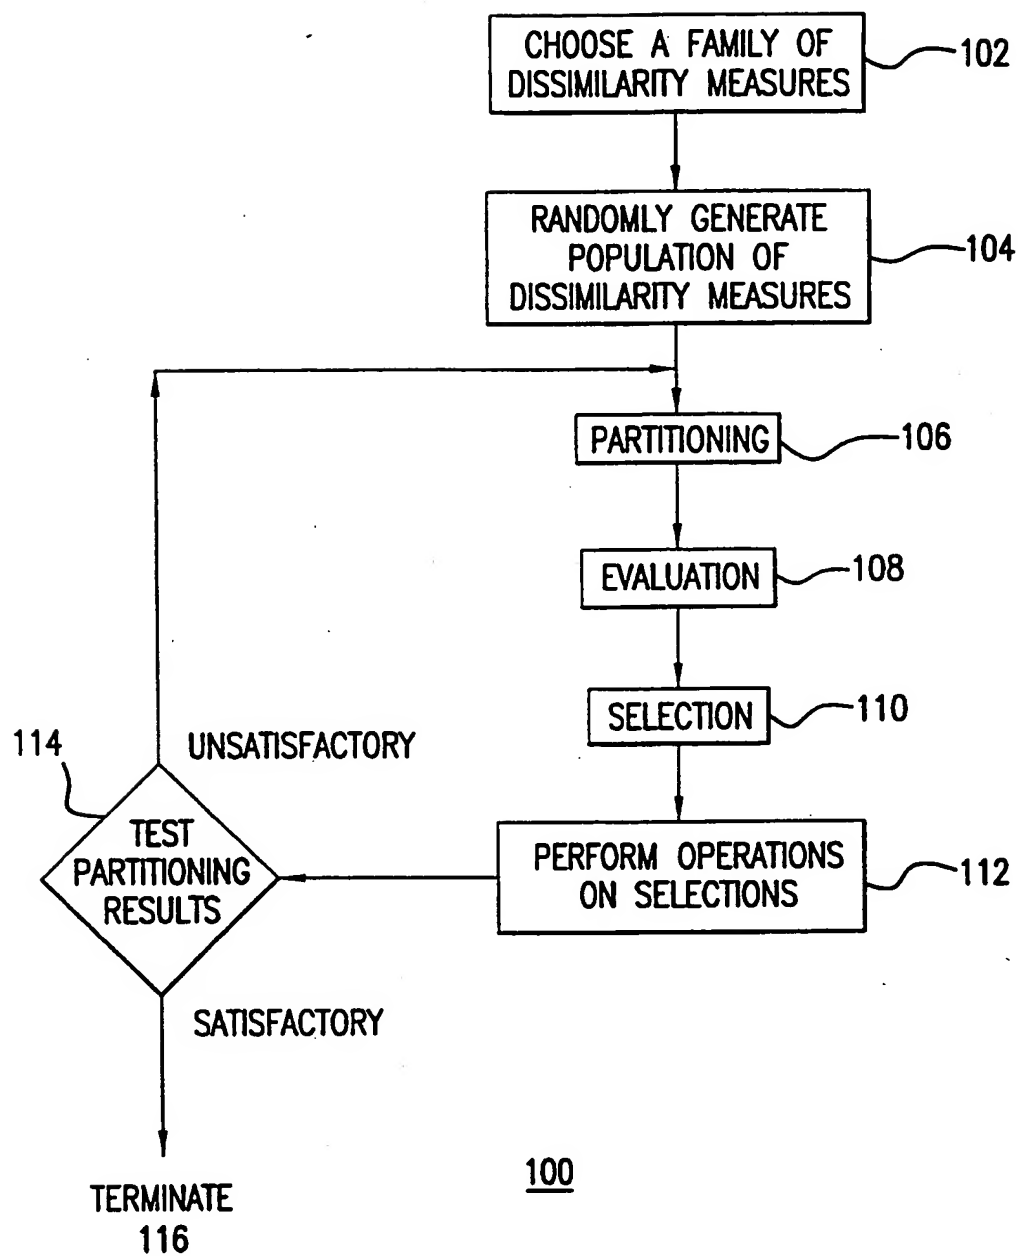 CHOOSE A FAMILY OF
DISSIMILARITY MEASURES
102
RANDOMLY GENERATE
POPULATION OF
DISSIMILARITY MEASURES
104
PARTITIONING
106
EVALUATION
108
SELECTION
110
PERFORM OPERATIONS
ON SELECTIONS
112
114
UNSATISFACTORY
TEST
PARTITIONING
RESULTS
SATISFACTORY
TERMINATE
116
100